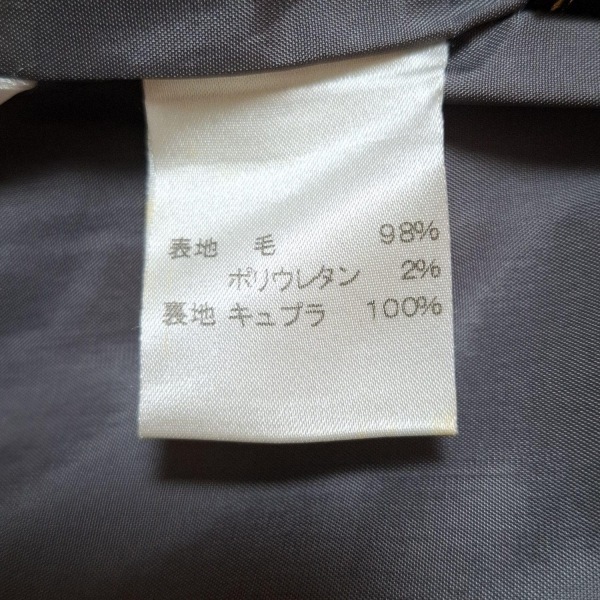 表地 毛 98%
ポリウレタン 2%
裏地 キュプラ 100%